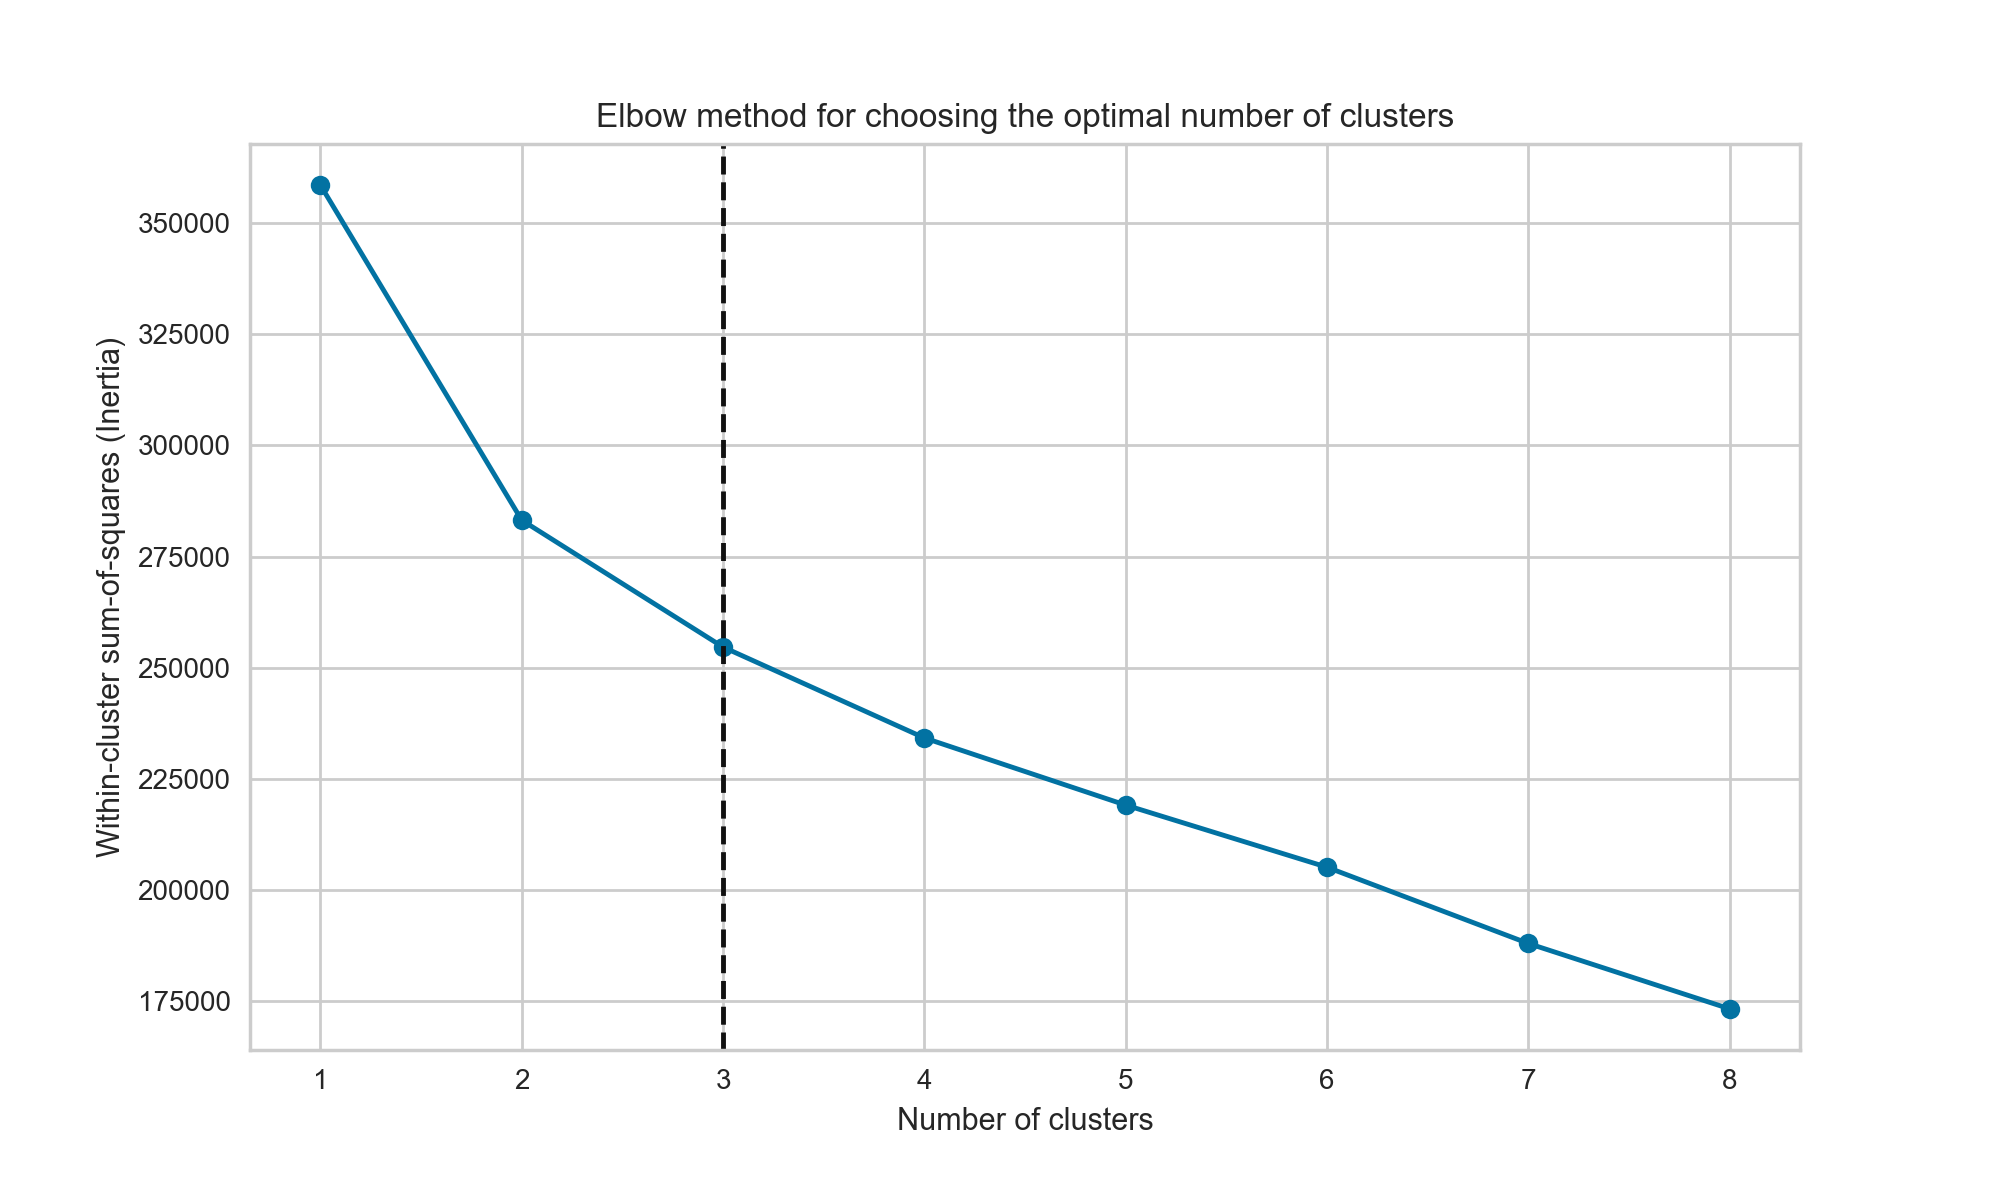 Elbow method for choosing the optimal number of clusters
Within-cluster sum-of-squares (Inertia)
350000
325000
300000
275000
250000
225000
200000
175000
1 2 3 4 5 6 7 8
Number of clusters